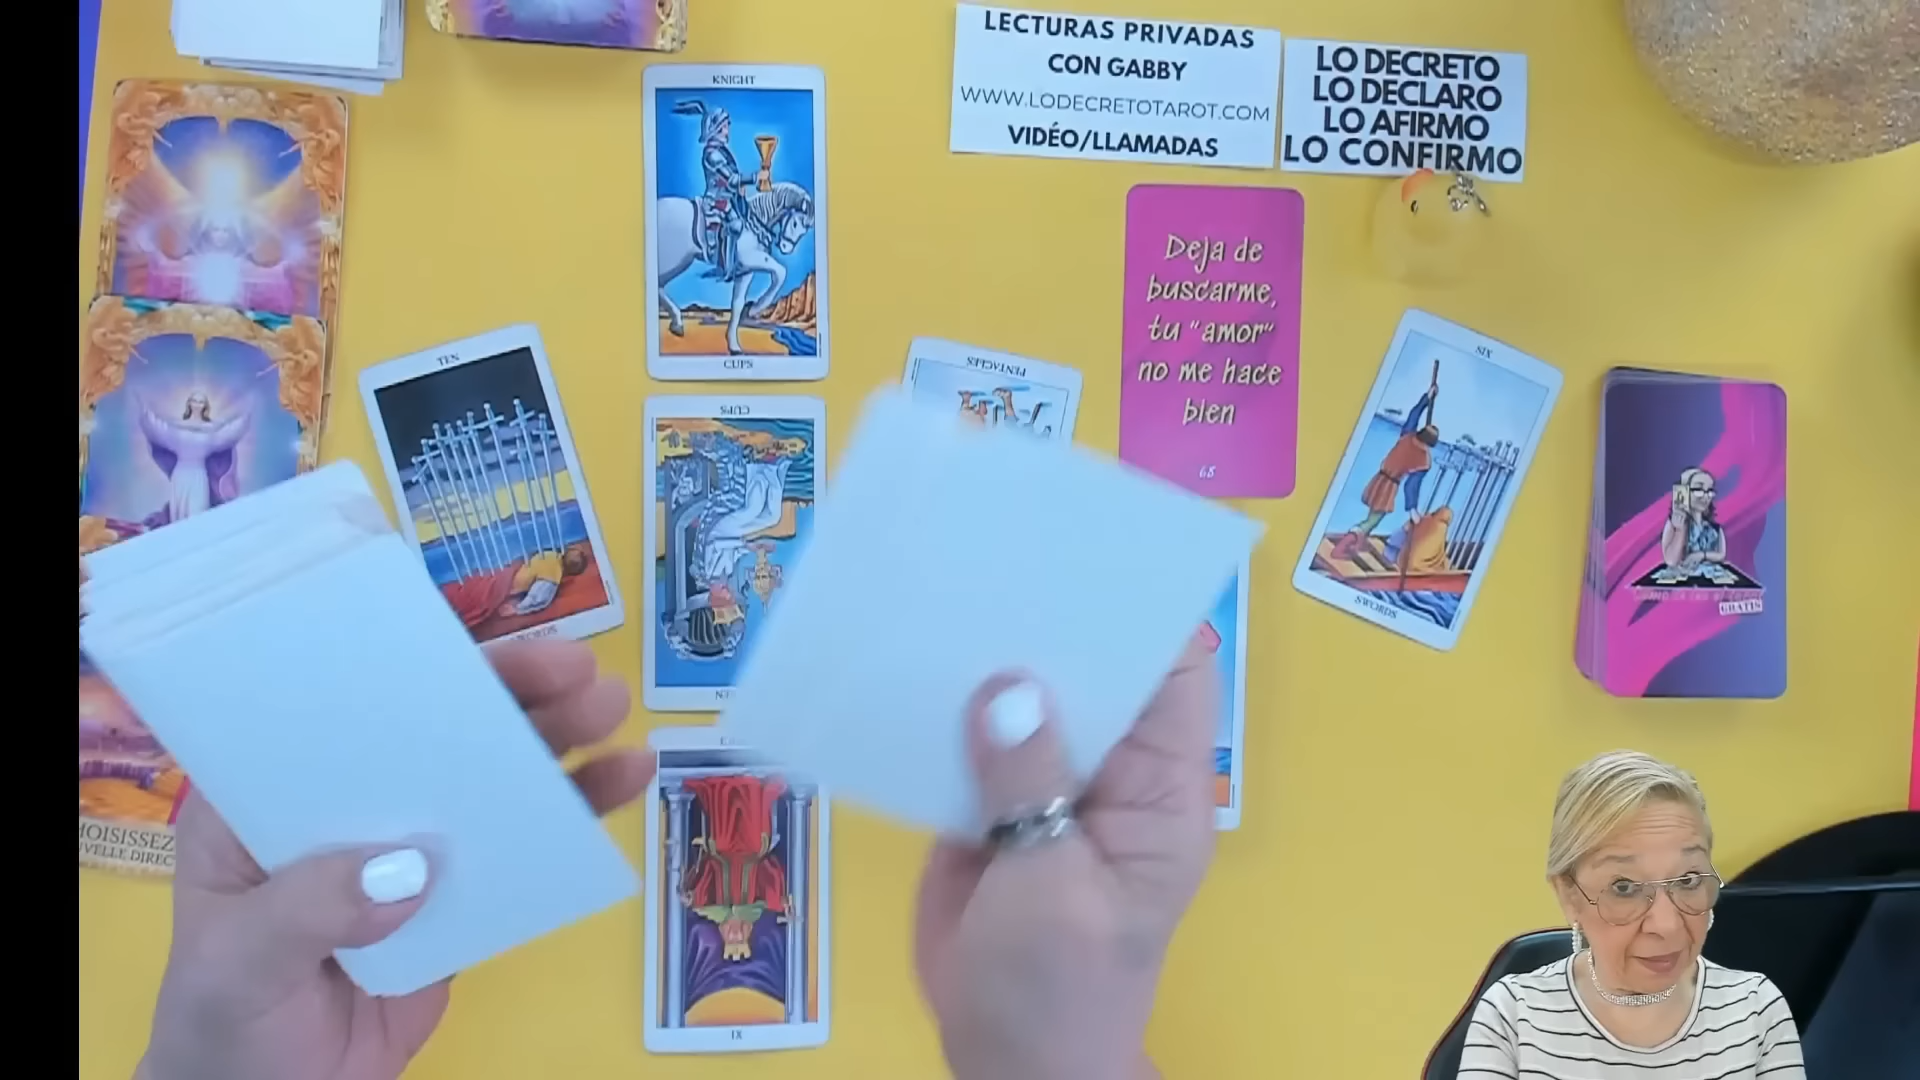 LECTURAS PRIVADAS
CON GABBY
WWW.LODECRETOTAROT.COM
VIDÉO/LLAMADAS
LO DECRETO
LO DECLARO
LO AFIRMO
LO CONFIRMO
KNIGHT
CUPS
Deja de
buscarme,
tu "amor"
no me hace
bien
68
TEN
PENTACLES
SIX
SWORDS
CUPS
GRATIS
XI